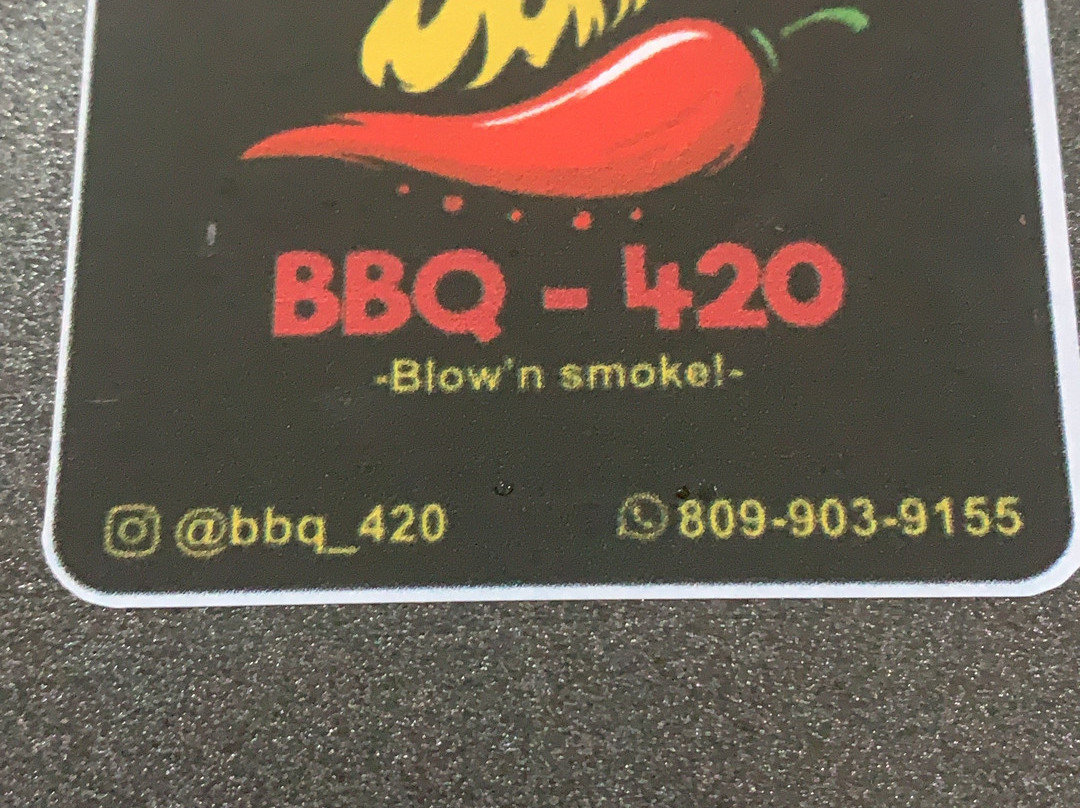 BBQ - 420
-Blow'n smoke!-
@bbq_420
809-903-9155